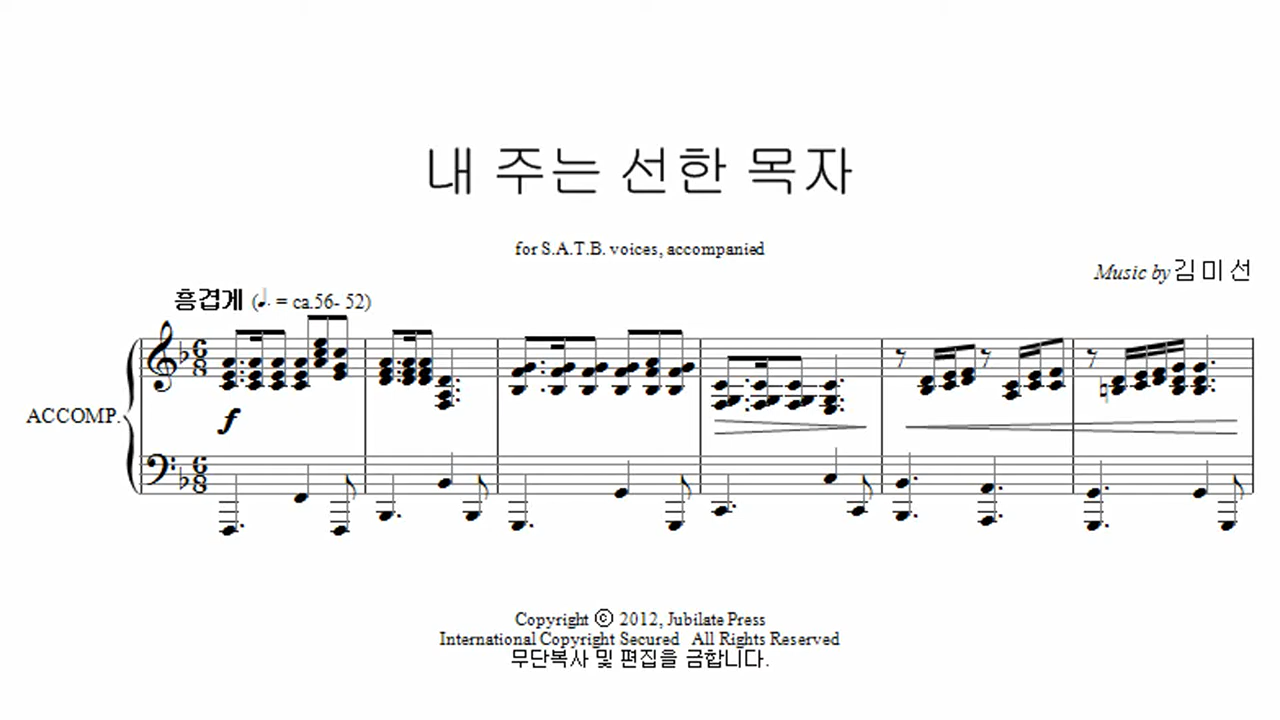 내 주는 선한 목자
for S.A.T.B. voices, accompanied
Music by 김 미 선
흥겹게 (♩. = ca.56- 52)
ACCOMP.
f
Copyright ⓒ 2012, Jubilate Press
International Copyright Secured All Rights Reserved
무단복사 및 편집을 금합니다.